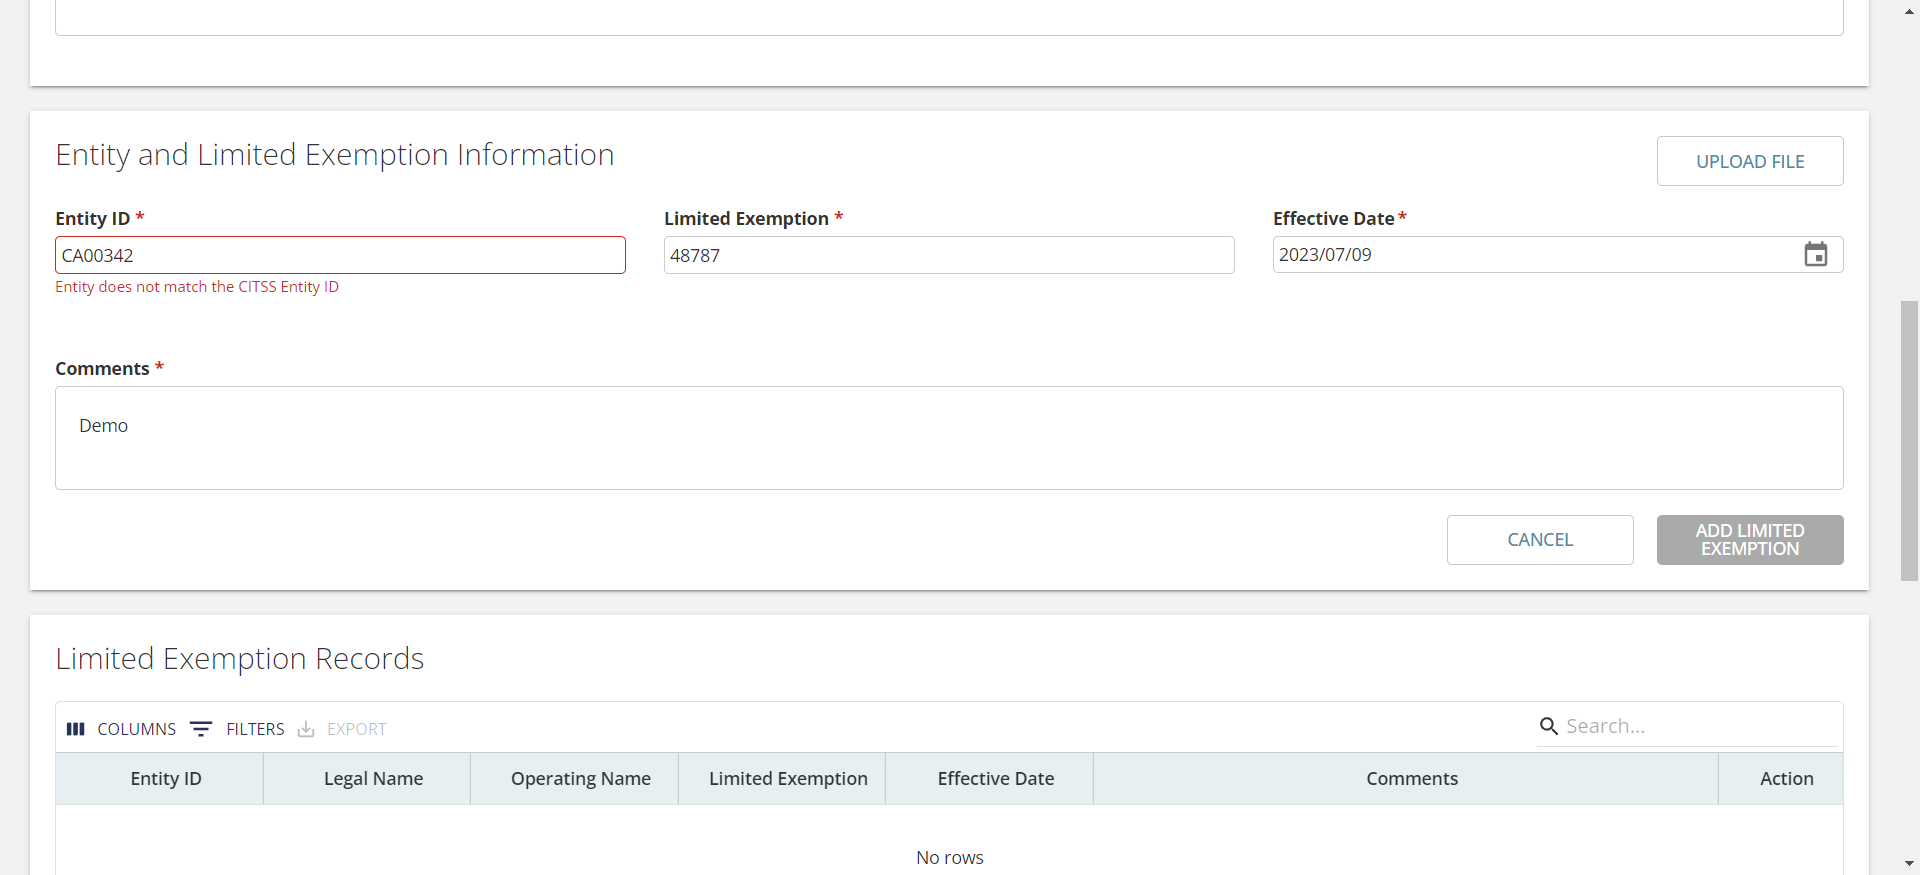 Entity and Limited Exemption Information
UPLOAD FILE
Entity ID *
Limited Exemption *
Effective Date *
CA00342
48787
2023/07/09
Entity does not match the CITSS Entity ID
Comments *
Demo
CANCEL
ADD LIMITED
EXEMPTION
Limited Exemption Records
COLUMNS FILTERS EXPORT
Search...
Entity ID Legal Name Operating Name Limited Exemption Effective Date Comments Action
No rows